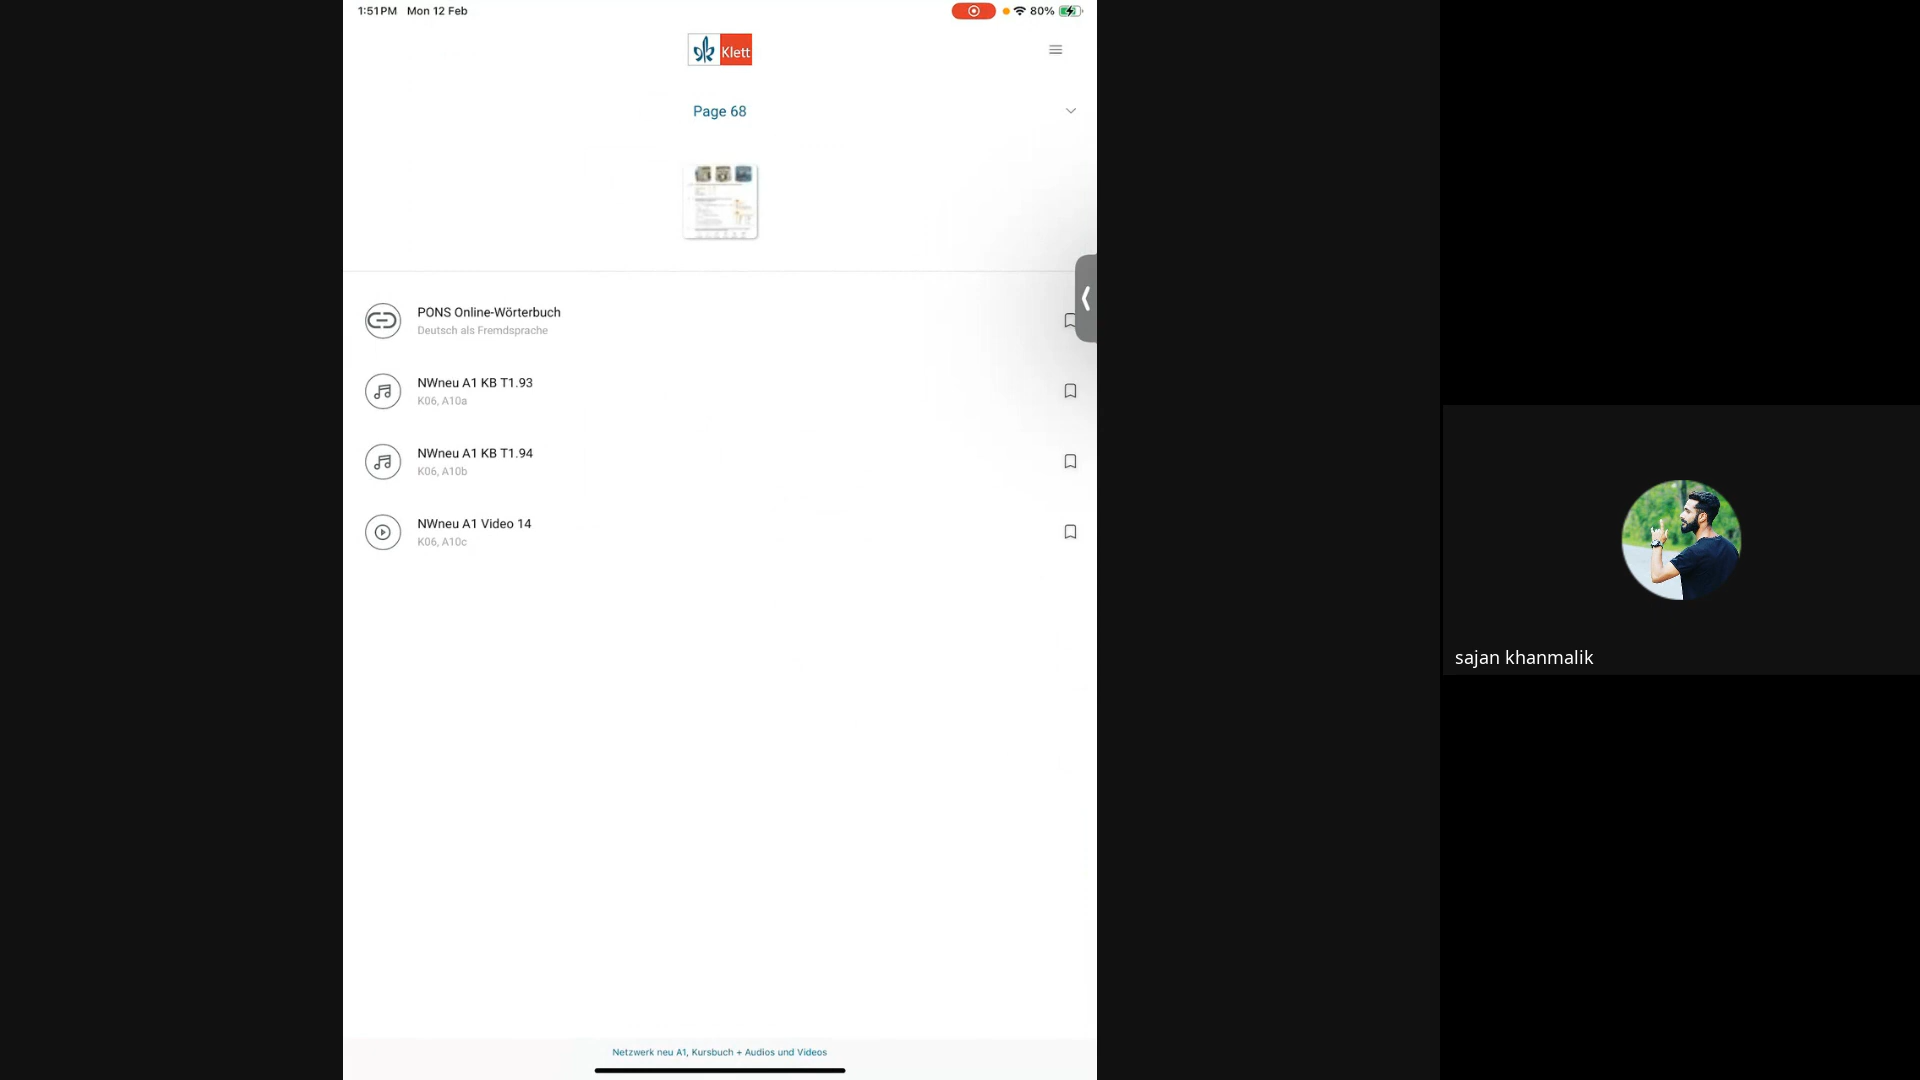 1:51PM Mon 12 Feb
80%
Klett
Page 68
PONS Online-Wörterbuch
Deutsch als Fremdsprache
NWneu A1 KB T1.93
K06, A10a
NWneu A1 KB T1.94
K06, A10b
NWneu A1 Video 14
K06, A10c
Netzwerk neu A1, Kursbuch + Audios und Videos
sajan khanmalik